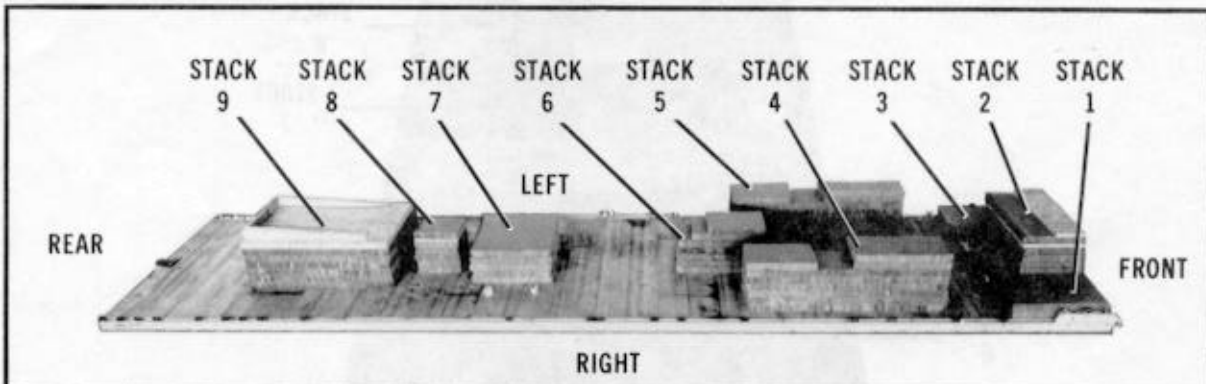 STACK STACK STACK STACK STACK STACK STACK STACK STACK
9 8 7 6 5 4 3 2 1
LEFT
REAR
FRONT
RIGHT